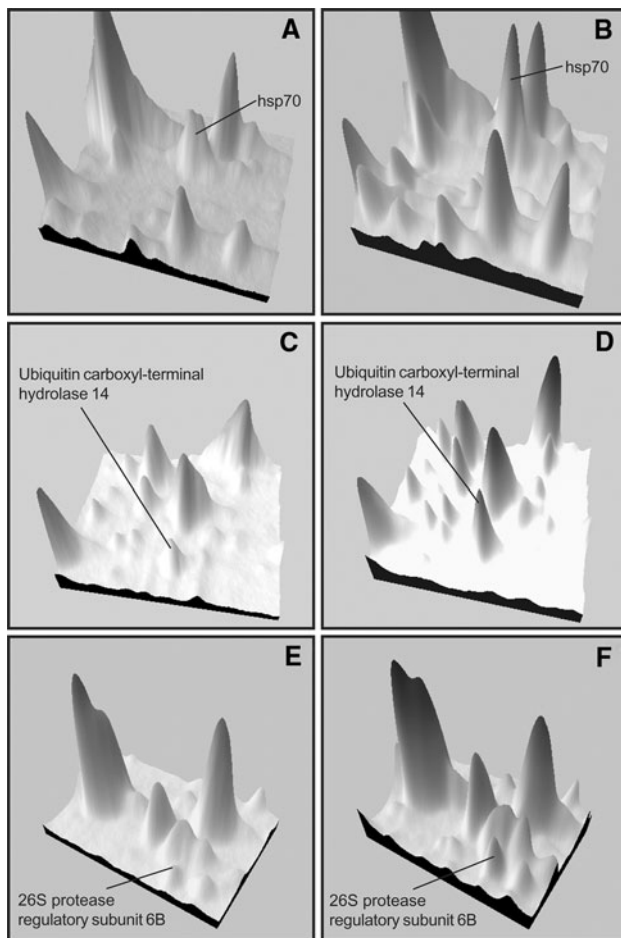 A
hsp70
B
hsp70
C
Ubiquitin carboxyl-terminal
hydrolase 14
D
Ubiquitin carboxyl-terminal
hydrolase 14
E
26S protease
regulatory subunit 6B
F
26S protease
regulatory subunit 6B